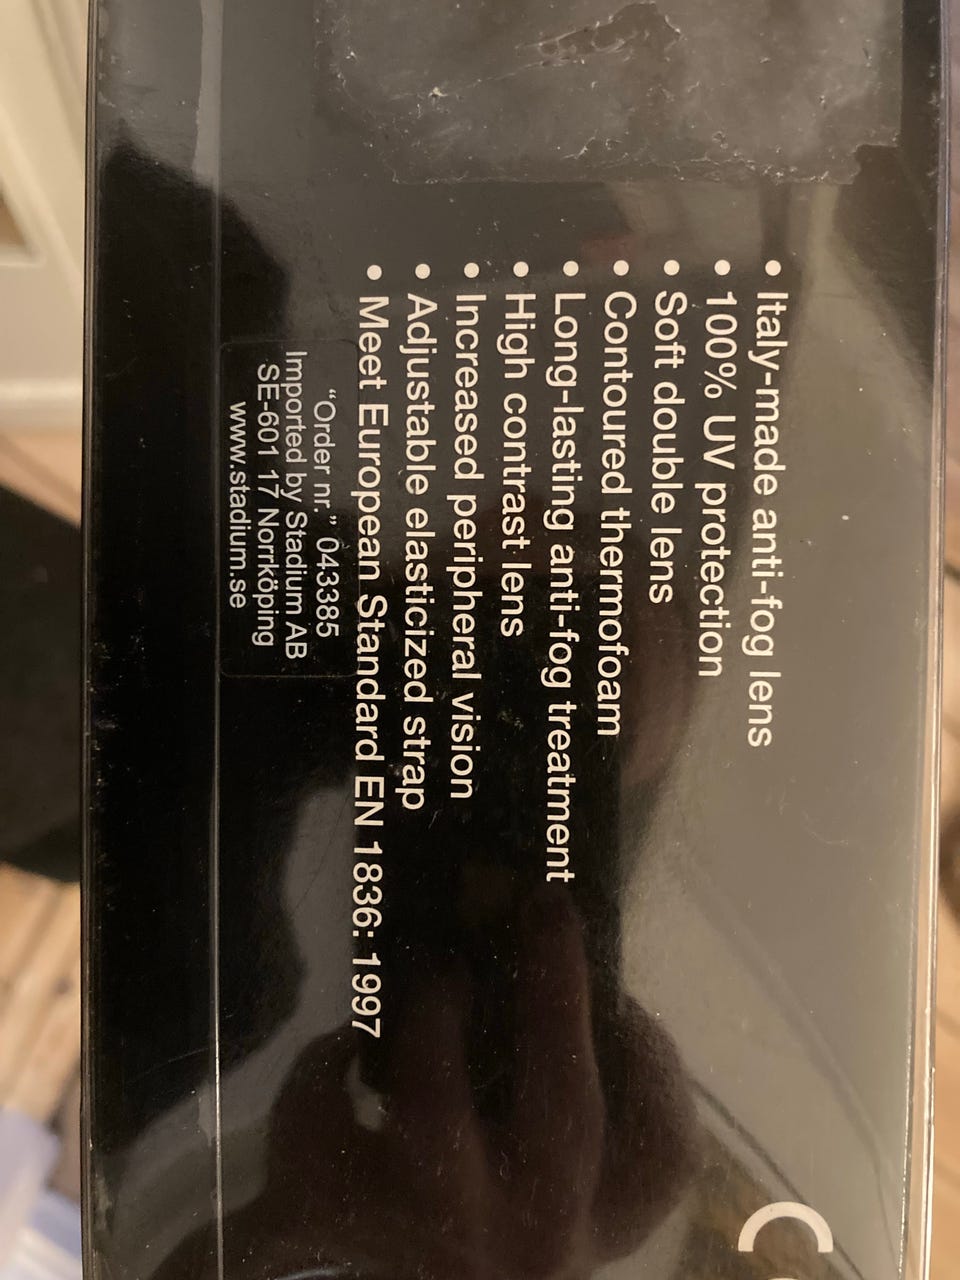 • Italy-made anti-fog lens
• 100% UV protection
• Soft double lens
• Contoured thermofoam
• Long-lasting anti-fog treatment
• High contrast lens
• Increased peripheral vision
• Adjustable elasticized strap
• Meet European Standard EN 1836: 1997
“Order nr.” 043385
Imported by Stadium AB
SE-601 17 Norrköping
www.stadium.se